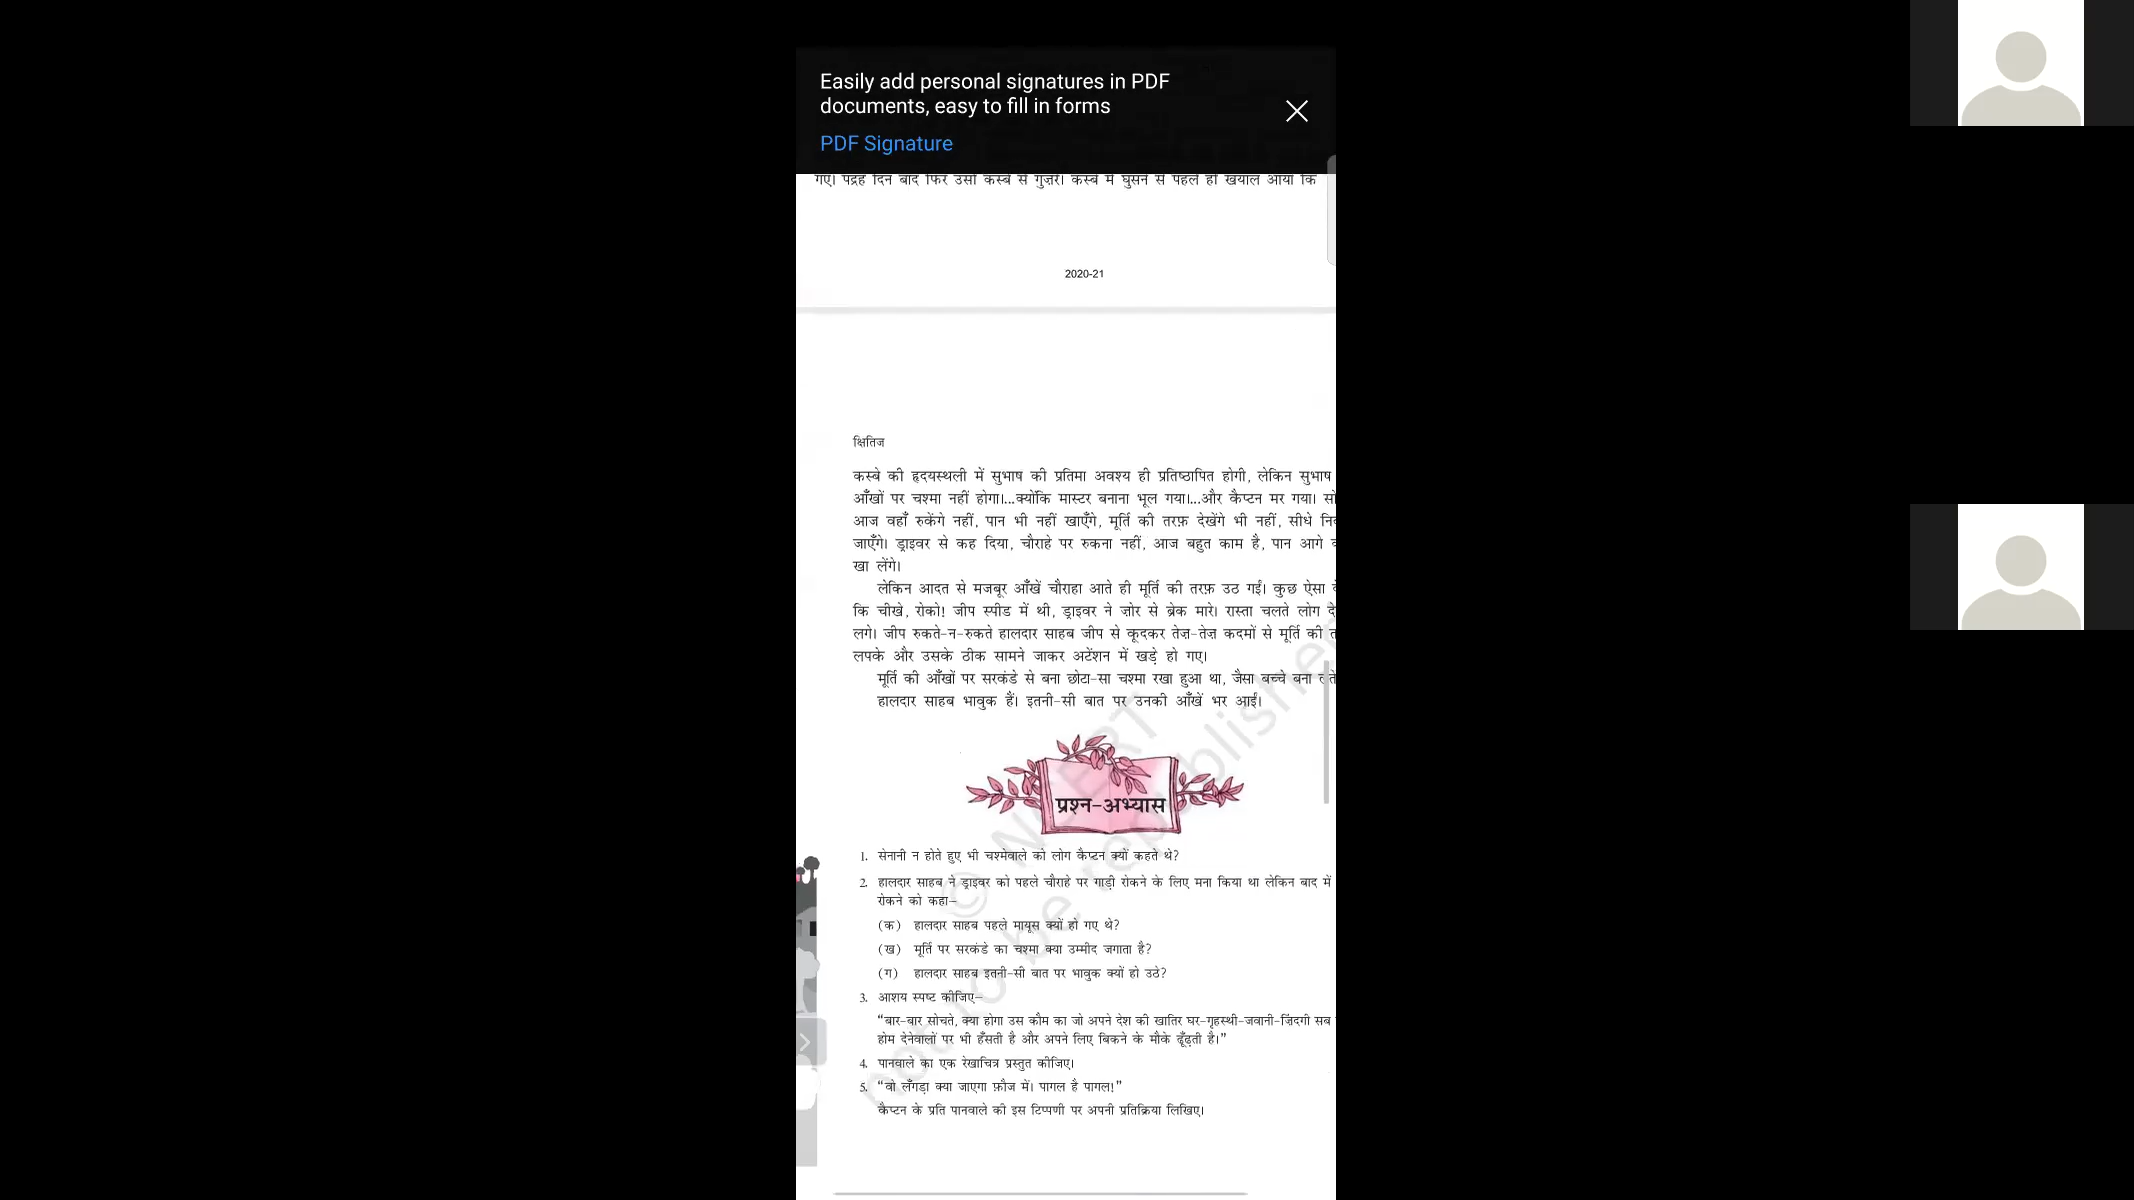 Easily add personal signatures in PDF
documents, easy to fill in forms
PDF Signature
गए। पंद्रह दिन बाद फिर उसी कस्बे से गुज़रे। कस्बे में घुसने से पहले ही खयाल आया कि
2020-21
क्षितिज
कस्बे की हृदयस्थली में सुभाष की प्रतिमा अवश्य ही प्रतिष्ठापित होगी, लेकिन सुभाष
आँखों पर चश्मा नहीं होगा।...क्योंकि मास्टर बनाना भूल गया।...और कैप्टन मर गया।
आज वहाँ रुकेंगे नहीं, पान भी नहीं खाएँगे, मूर्ति की तरफ़ देखेंगे भी नहीं, सीधे
जाएँगे। ड्राइवर से कह दिया, चौराहे पर रुकना नहीं, आज बहुत काम है, पान आगे
खा लेंगे।
लेकिन आदत से मजबूर आँखें चौराहा आते ही मूर्ति की तरफ़ उठ गईं। कुछ ऐसा
कि चीखे, रोको! जीप स्पीड में थी, ड्राइवर ने ज़ोर से ब्रेक मारे। रास्ता चलते लोग
लगे। जीप रुकते-न-रुकते हालदार साहब जीप से कूदकर तेज़-तेज़ कदमों से मूर्ति की
लपके और उसके ठीक सामने जाकर अटेंशन में खड़े हो गए।
मूर्ति की आँखों पर सरकंडे से बना छोटा-सा चश्मा रखा हुआ था, जैसा बच्चे बना
हालदार साहब भावुक हैं। इतनी-सी बात पर उनकी आँखें भर आईं।
प्रश्न-अभ्यास
1. सेनानी न होते हुए भी चश्मेवाले को लोग कैप्टन क्यों कहते थे?
2. हालदार साहब ने ड्राइवर को पहले चौराहे पर गाड़ी रोकने के लिए मना किया था लेकिन बाद में
रोकने को कहा–
(क) हालदार साहब पहले मायूस क्यों हो गए थे?
(ख) मूर्ति पर सरकंडे का चश्मा क्या उम्मीद जगाता है?
(ग) हालदार साहब इतनी-सी बात पर भावुक क्यों हो उठे?
3. आशय स्पष्ट कीजिए–
“बार-बार सोचते, क्या होगा उस कौम का जो अपने देश की खातिर घर-गृहस्थी-जवानी-ज़िंदगी सब
होम देनेवालों पर भी हँसती है और अपने लिए बिकने के मौके ढूँढ़ती है।”
4. पानवाले का एक रेखाचित्र प्रस्तुत कीजिए।
5. “वो लँगड़ा क्या जाएगा फ़ौज में। पागल है पागल!”
कैप्टन के प्रति पानवाले की इस टिप्पणी पर अपनी प्रतिक्रिया लिखिए।
© NCERT
not to be republished